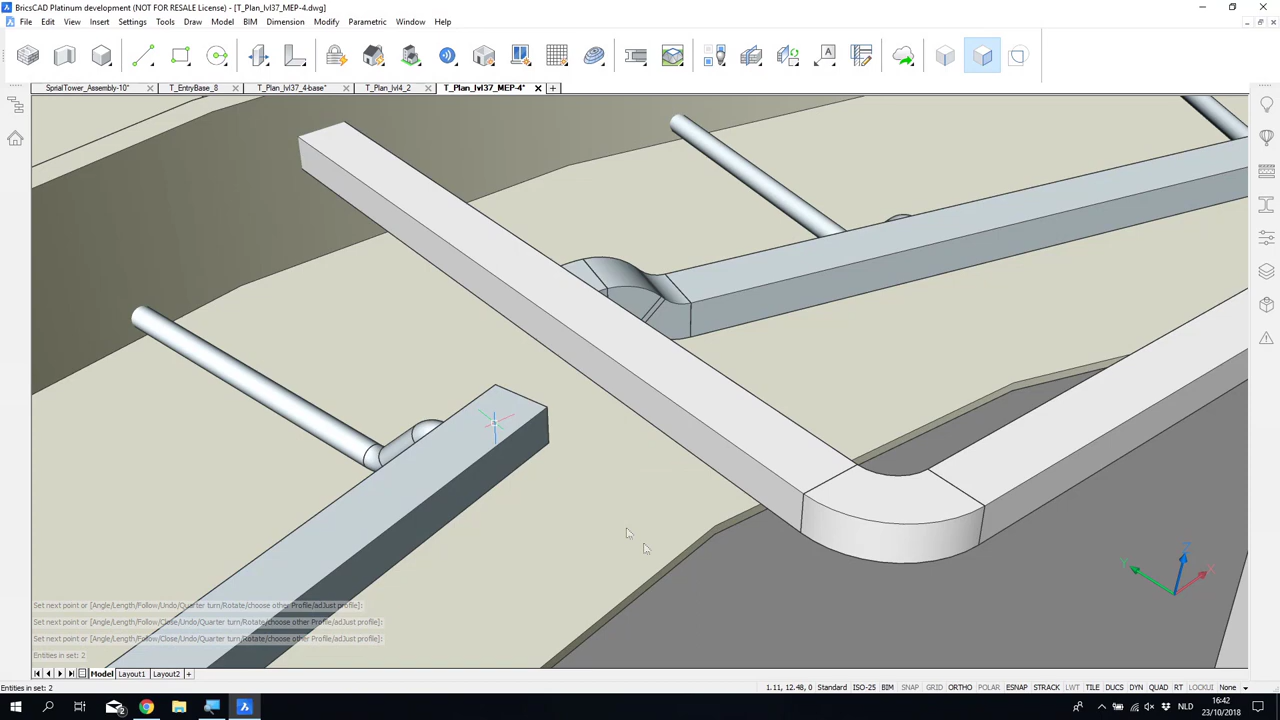 BricsCAD Platinum development (NOT FOR RESALE License) - [T_Plan_lvl37_MEP-4.dwg]
File Edit View Insert Settings Tools Draw Model BIM Dimension Modify Parametric Window Help
SprialTower_Assembly-10* T_EntryBase_8 T_Plan_lvl37_4-base* T_Plan_lvl4_2 T_Plan_lvl37_MEP-4*
Z
Y
X
Set next point or [Angle/Length/Follow/Undo/Quarter turn/Rotate/choose other Profile/adJust profile]:
Set next point or [Angle/Length/Follow/Close/Undo/Quarter turn/Rotate/choose other Profile/adJust profile]:
Set next point or [Angle/Length/Follow/Close/Undo/Quarter turn/Rotate/choose other Profile/adJust profile]:
Entities in set: 2
Model Layout1 Layout2
Entities in set: 2 1.11, 12.48, 0 Standard ISO-25 BIM SNAP GRID ORTHO POLAR ESNAP STRACK LWT TILE DUCS DYN QUAD RT LOCKUI None
NLD 16:42
23/10/2018